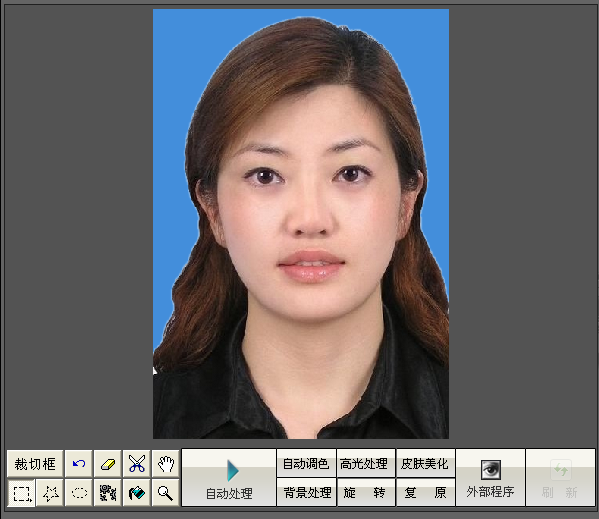 裁切框
自动处理
自动调色 高光处理 皮肤美化
背景处理 旋 转 复 原
外部程序
刷 新